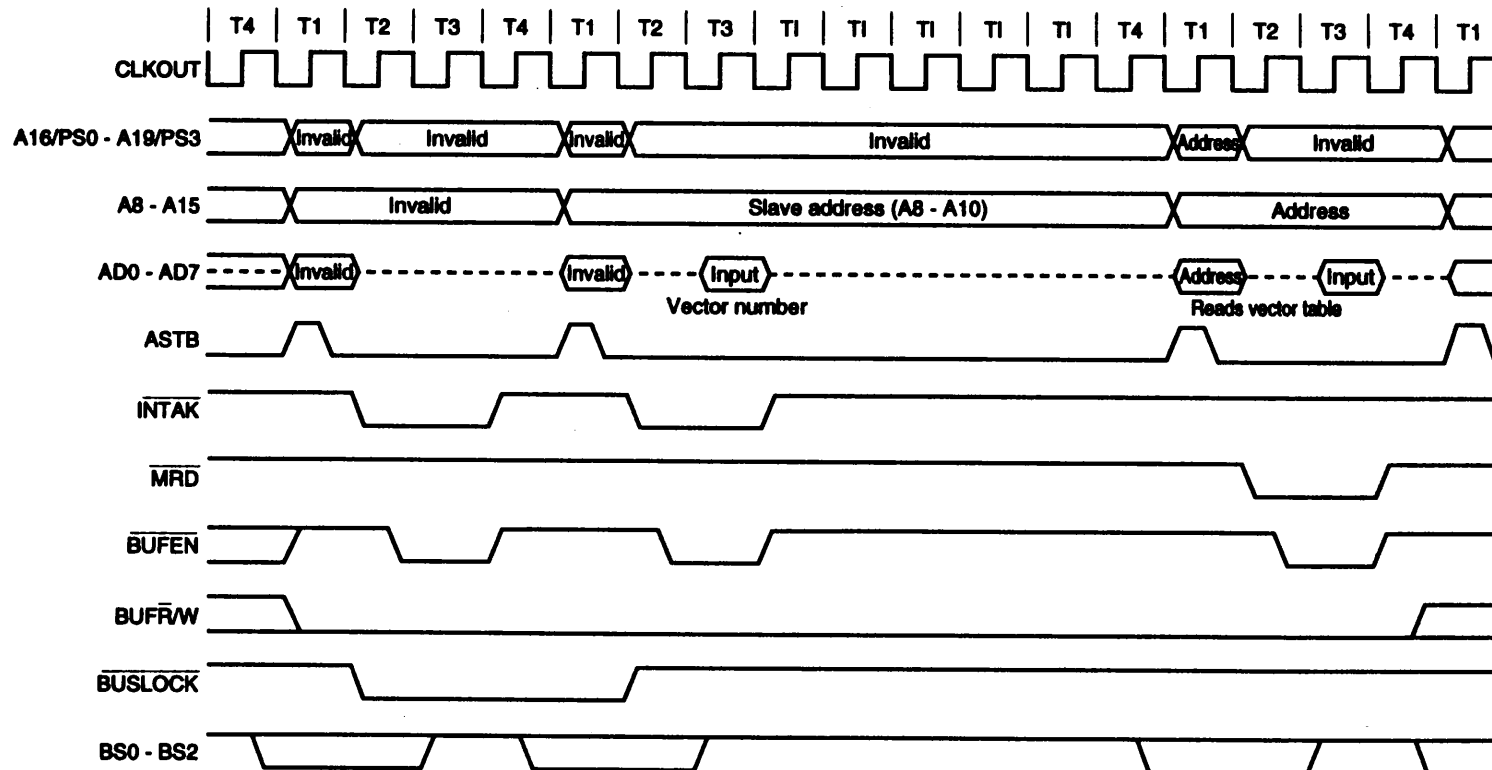 T4 T1 T2 T3 T4 T1 T2 T3 TI TI TI TI TI T4 T1 T2 T3 T4 T1
CLKOUT
A16/PS0 - A19/PS3 Invalid Invalid Invalid Invalid Address Invalid
A8 - A15 Invalid Slave address (A8 - A10) Address
AD0 - AD7 Invalid Invalid Input Address Input
Vector number Reads vector table
ASTB
INTAK
MRD
BUFEN
BUFR/W
BUSLOCK
BS0 - BS2